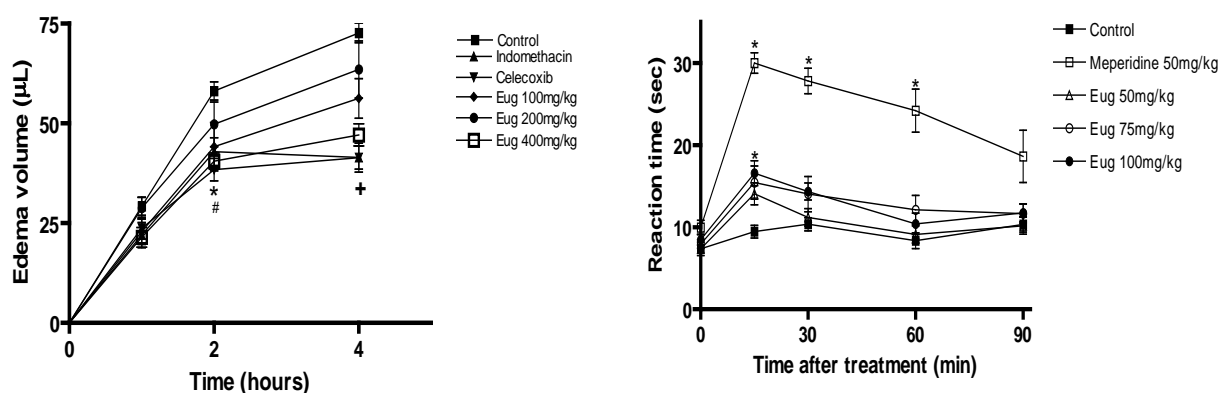 Edema volume (µL)
75
50
25
0
0
2
4
Time (hours)
*
#
+
Control
Indomethacin
Celecoxib
Eug 100mg/kg
Eug 200mg/kg
Eug 400mg/kg
Reaction time (sec)
30
20
10
0
0
30
60
90
Time after treatment (min)
*
*
*
*
Control
Meperidine 50mg/kg
Eug 50mg/kg
Eug 75mg/kg
Eug 100mg/kg